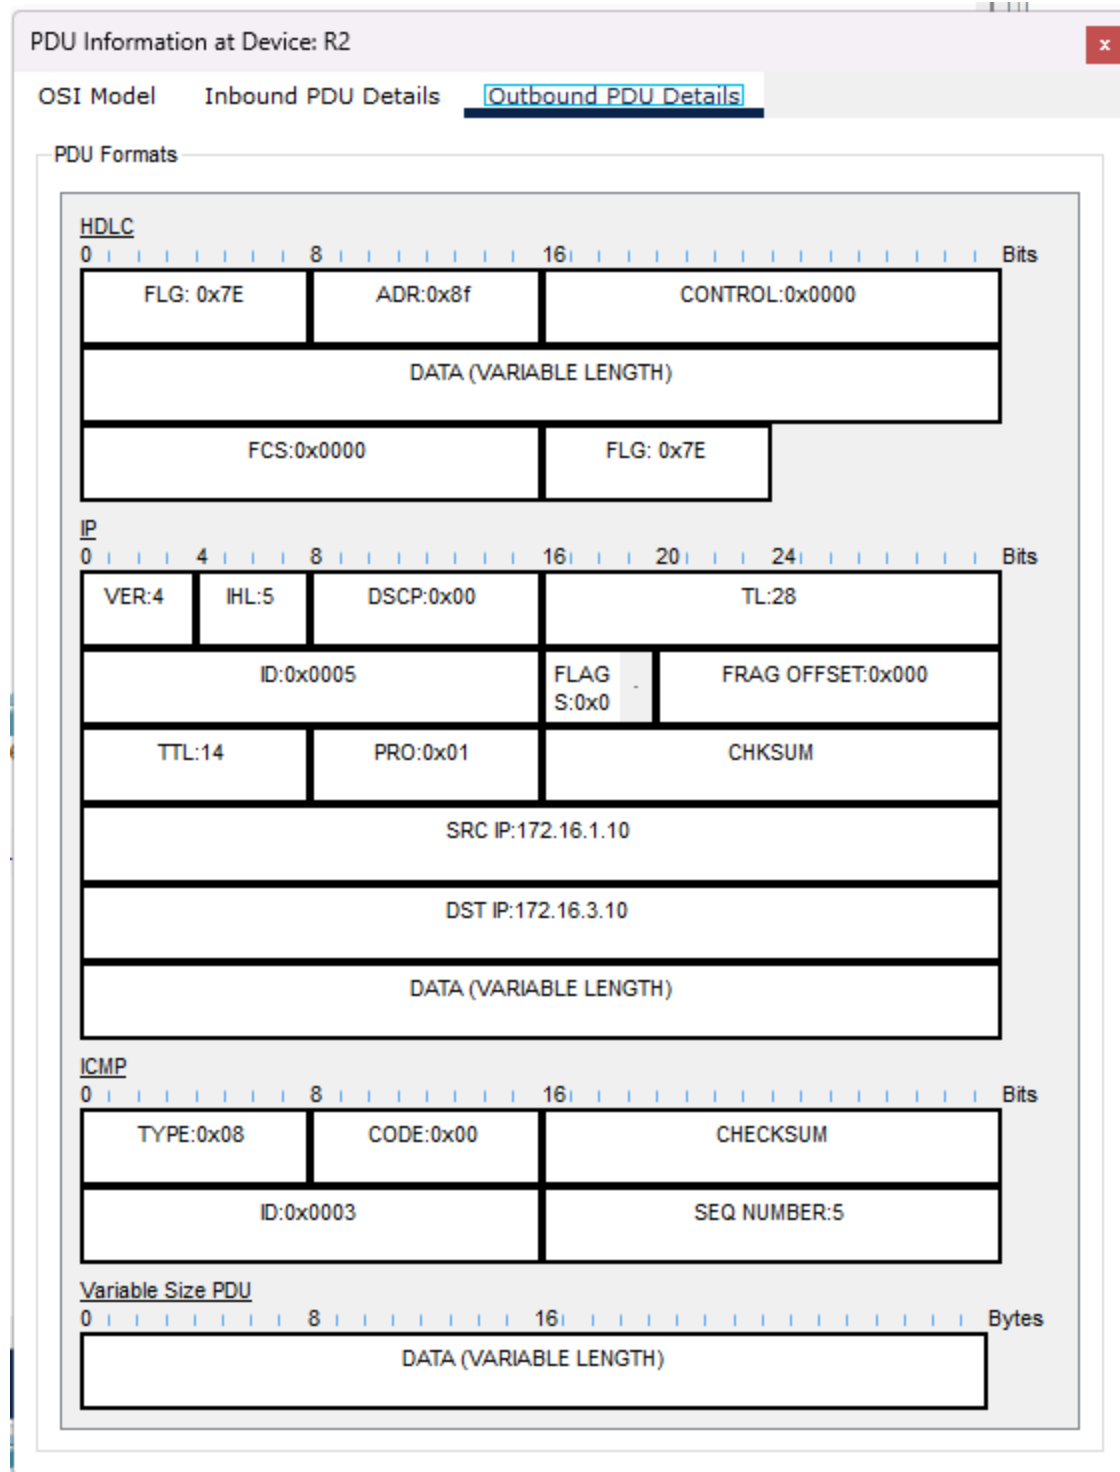 PDU Information at Device: R2
x
OSI Model Inbound PDU Details Outbound PDU Details
PDU Formats
HDLC
0 8 16 Bits
FLG: 0x7E ADR:0x8f CONTROL:0x0000
DATA (VARIABLE LENGTH)
FCS:0x0000 FLG: 0x7E
IP
0 4 8 16 20 24 Bits
VER:4 IHL:5 DSCP:0x00 TL:28
ID:0x0005 FLAG
S:0x0 FRAG OFFSET:0x000
TTL:14 PRO:0x01 CHKSUM
SRC IP:172.16.1.10
DST IP:172.16.3.10
DATA (VARIABLE LENGTH)
ICMP
0 8 16 Bits
TYPE:0x08 CODE:0x00 CHECKSUM
ID:0x0003 SEQ NUMBER:5
Variable Size PDU
0 8 16 Bytes
DATA (VARIABLE LENGTH)